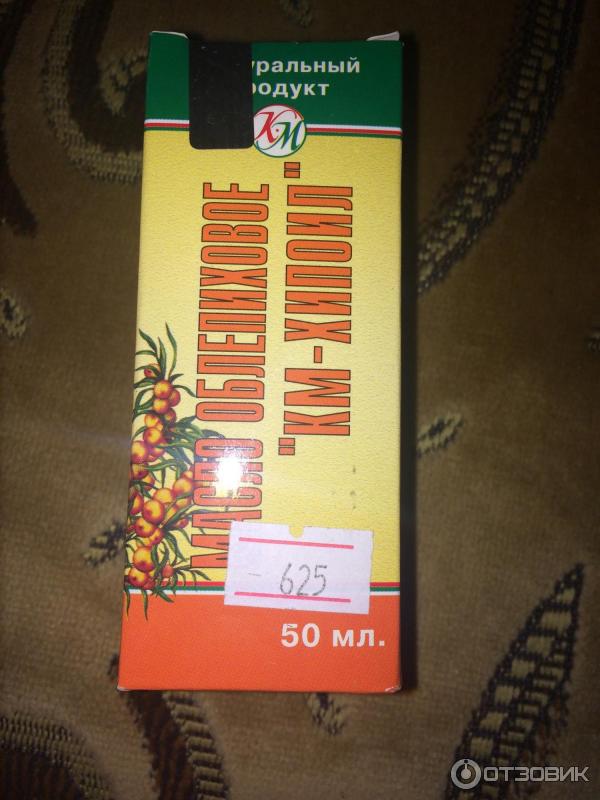 уральный
родукт
КМ
МАСЛО ОБЛЕПИХОВОЕ
"КМ-ХИПОИЛ"
- 625
50 мл.
ОТЗОВИК